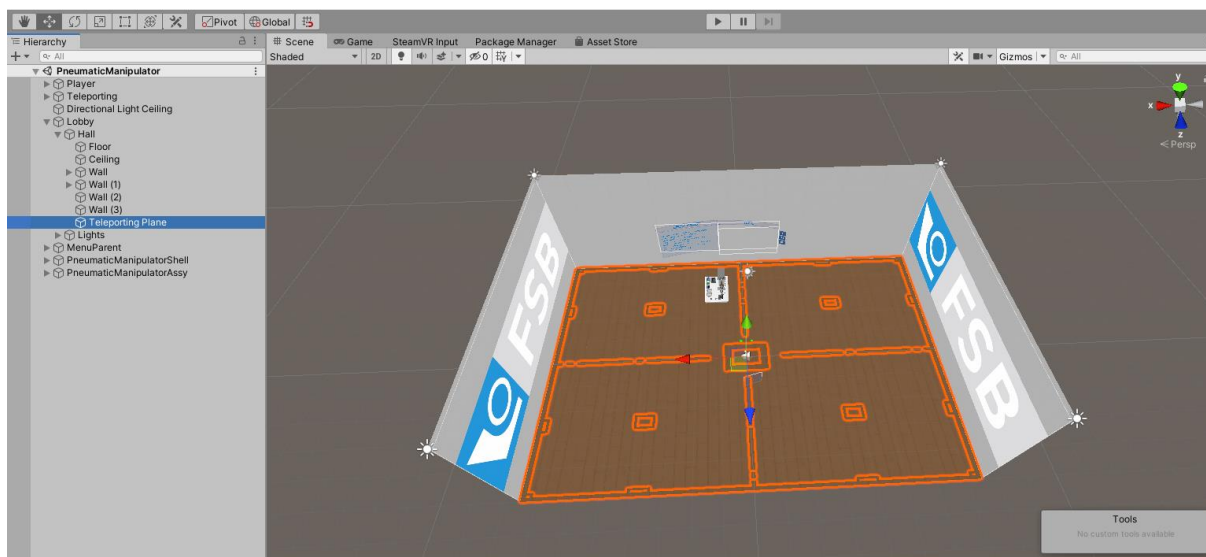 Pivot Global
Hierarchy
All
PneumaticManipulator
Player
Teleporting
Directional Light Ceiling
Lobby
Hall
Floor
Ceiling
Wall
Wall (1)
Wall (2)
Wall (3)
Teleporting Plane
Lights
MenuParent
PneumaticManipulatorShell
PneumaticManipulatorAssy
Scene Game SteamVR Input Package Manager Asset Store
Shaded 2D 0 Gizmos All
y
x
z
Persp
FSB
FSB
Tools
No custom tools available